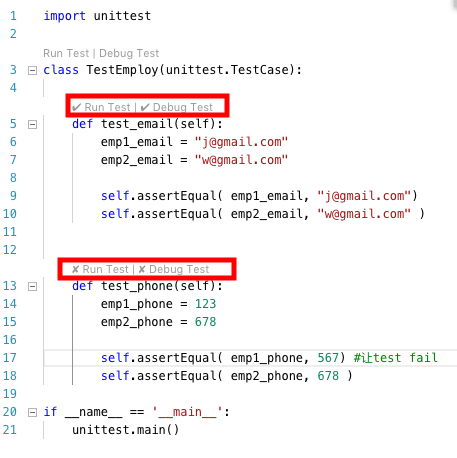 1 import unittest
2
Run Test | Debug Test
3 class TestEmploy(unittest.TestCase):
4
✔ Run Test | ✔ Debug Test
5 def test_email(self):
6 emp1_email = "j@gmail.com"
7 emp2_email = "w@gmail.com"
8
9 self.assertEqual( emp1_email, "j@gmail.com")
10 self.assertEqual( emp2_email, "w@gmail.com" )
11
12
✘ Run Test | ✘ Debug Test
13 def test_phone(self):
14 emp1_phone = 123
15 emp2_phone = 678
16
17 self.assertEqual( emp1_phone, 567) #让test fail
18 self.assertEqual( emp2_phone, 678 )
19
20 if __name__ == '__main__':
21 unittest.main()